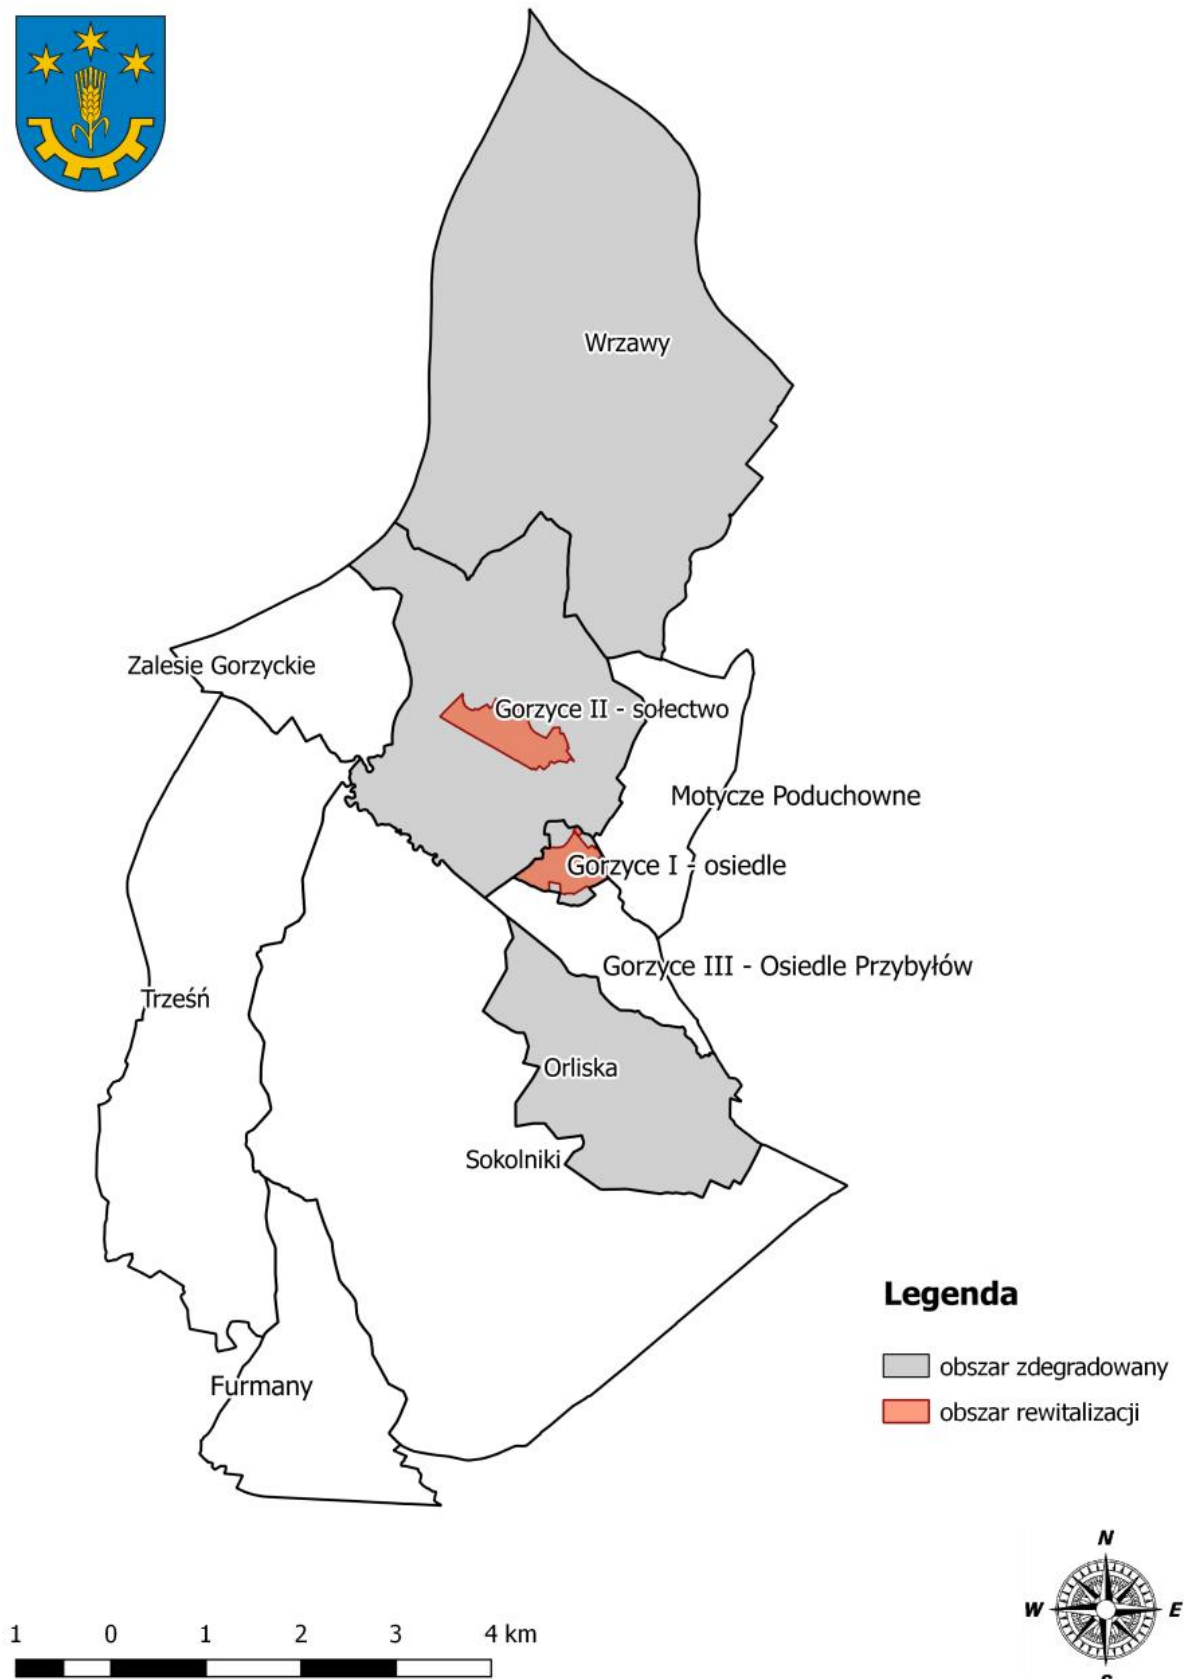 Wrzawy
Zalesie Gorzyckie
Gorzyce II - sołectwo
Motycze Poduchowne
Gorzyce I - osiedle
Gorzyce III - Osiedle Przybyłów
Trześń
Orliska
Sokolniki
Legenda
obszar zdegradowany
Furmany
obszar rewitalizacji
N
W E
S
1 0 1 2 3 4 km